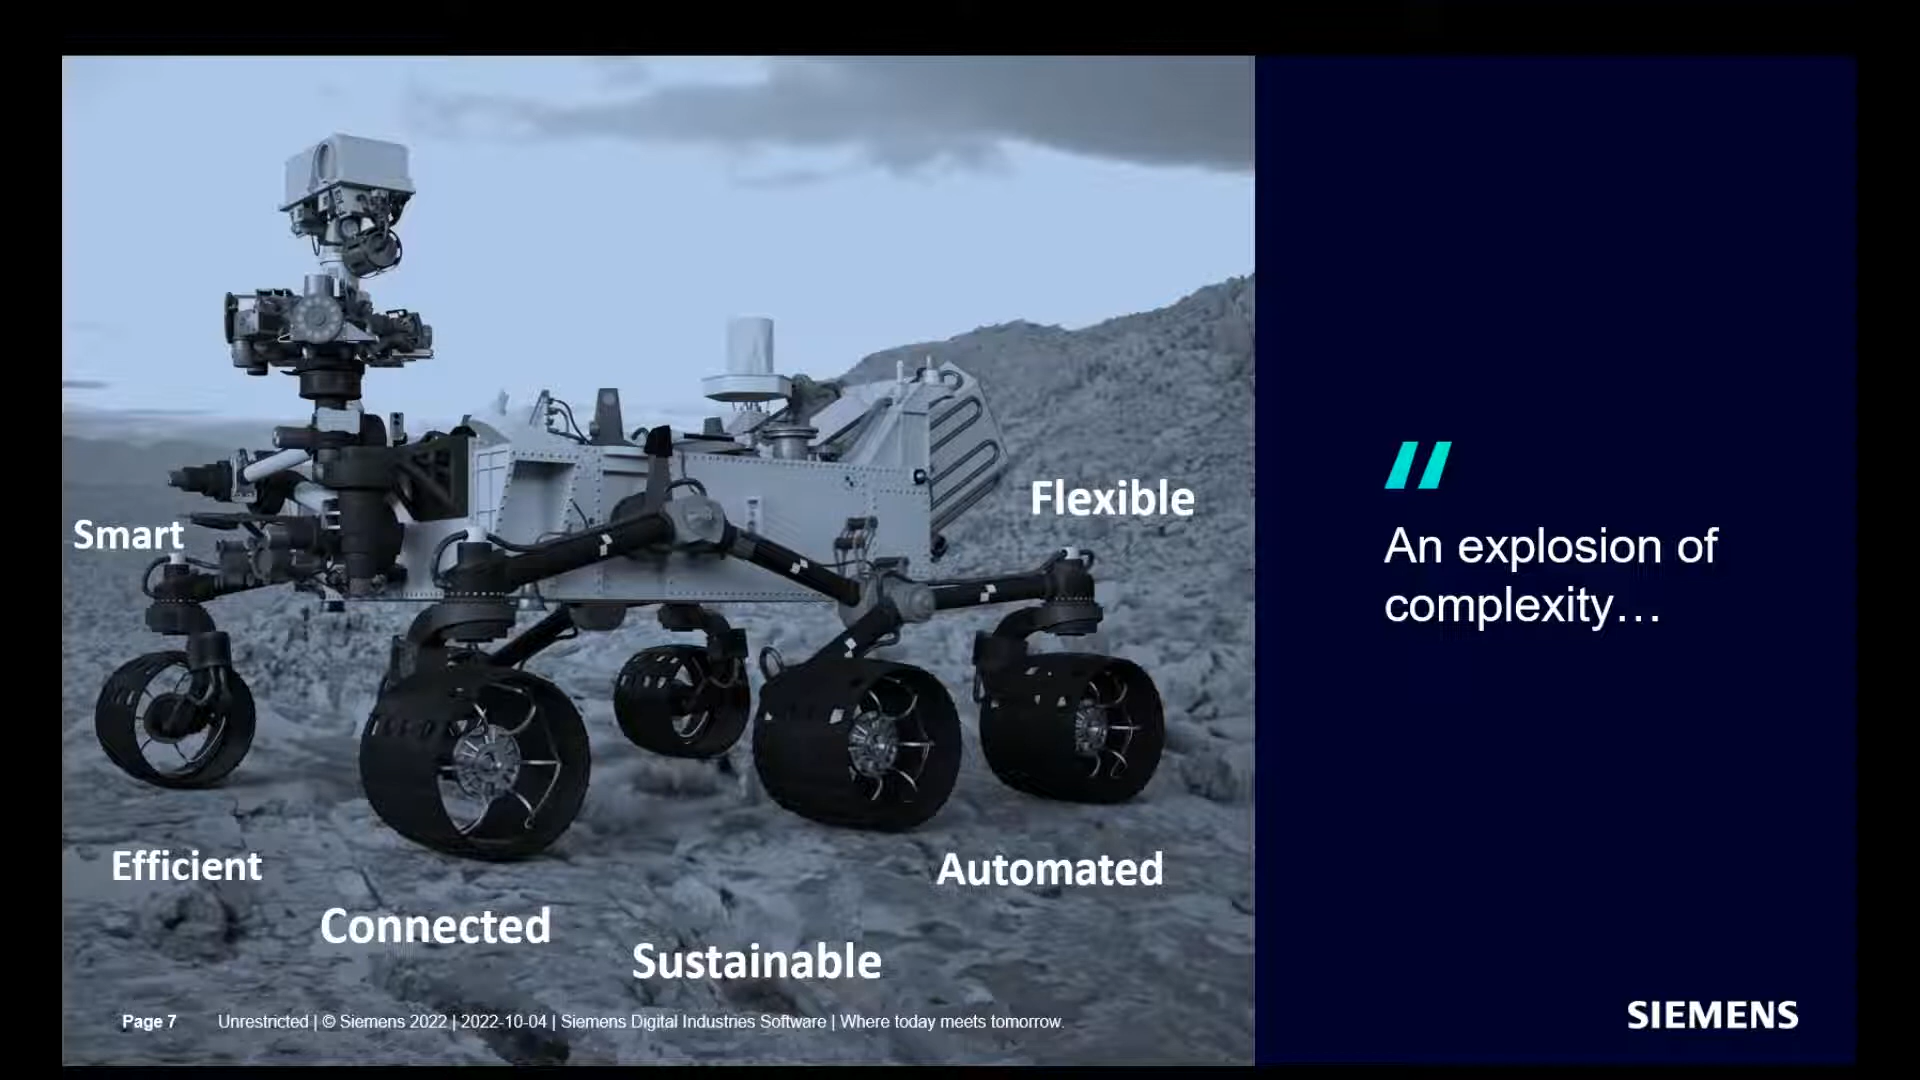 Flexible
Smart
An explosion of
complexity…
Efficient
Automated
Connected
Sustainable
Page 7 Unrestricted | © Siemens 2022 | 2022-10-04 | Siemens Digital Industries Software | Where today meets tomorrow.
SIEMENS